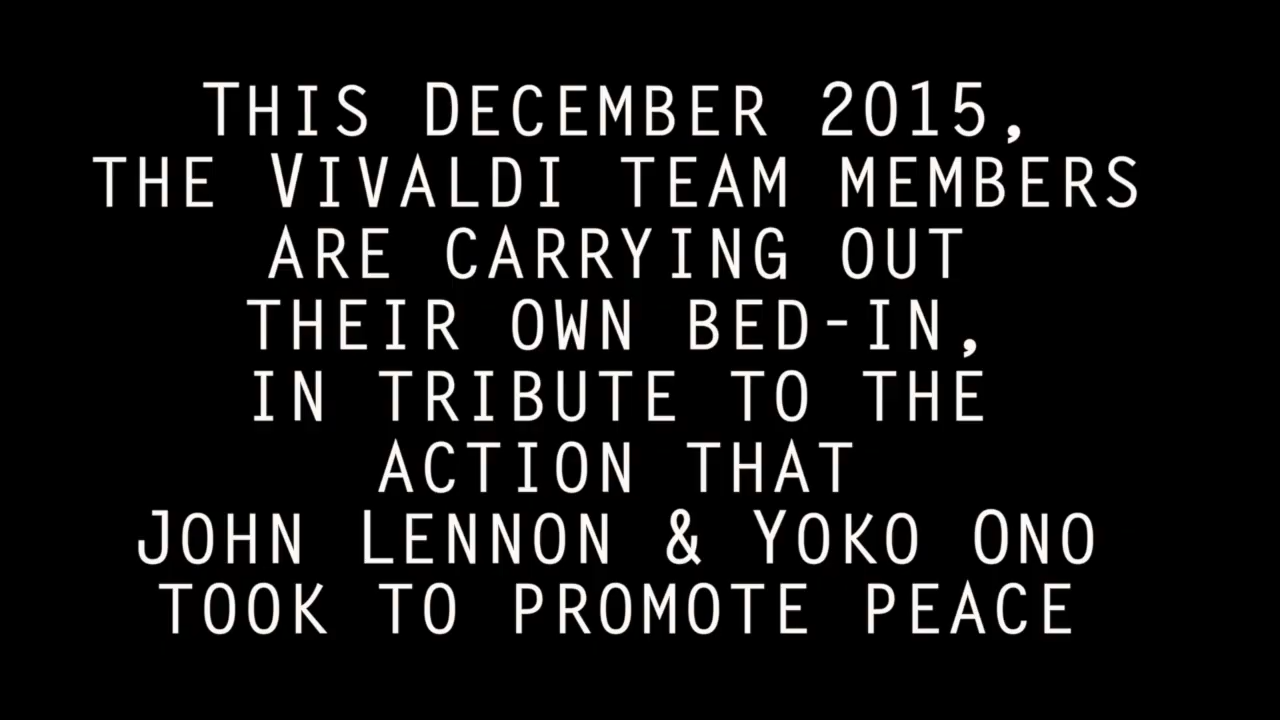 This December 2015,
the Vivaldi team members
are carrying out
their own bed-in,
in tribute to the
action that
John Lennon & Yoko Ono
took to promote peace